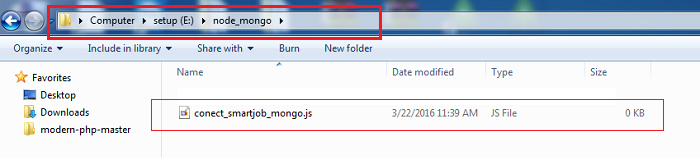 Computer ▸ setup (E:) ▸ node_mongo ▸
Organize ▾ Include in library ▾ Share with ▾ Burn New folder
Favorites
Desktop
Downloads
modern-php-master
Name Date modified Type Size
conect_smartjob_mongo.js 3/22/2016 11:39 AM JS File 0 KB